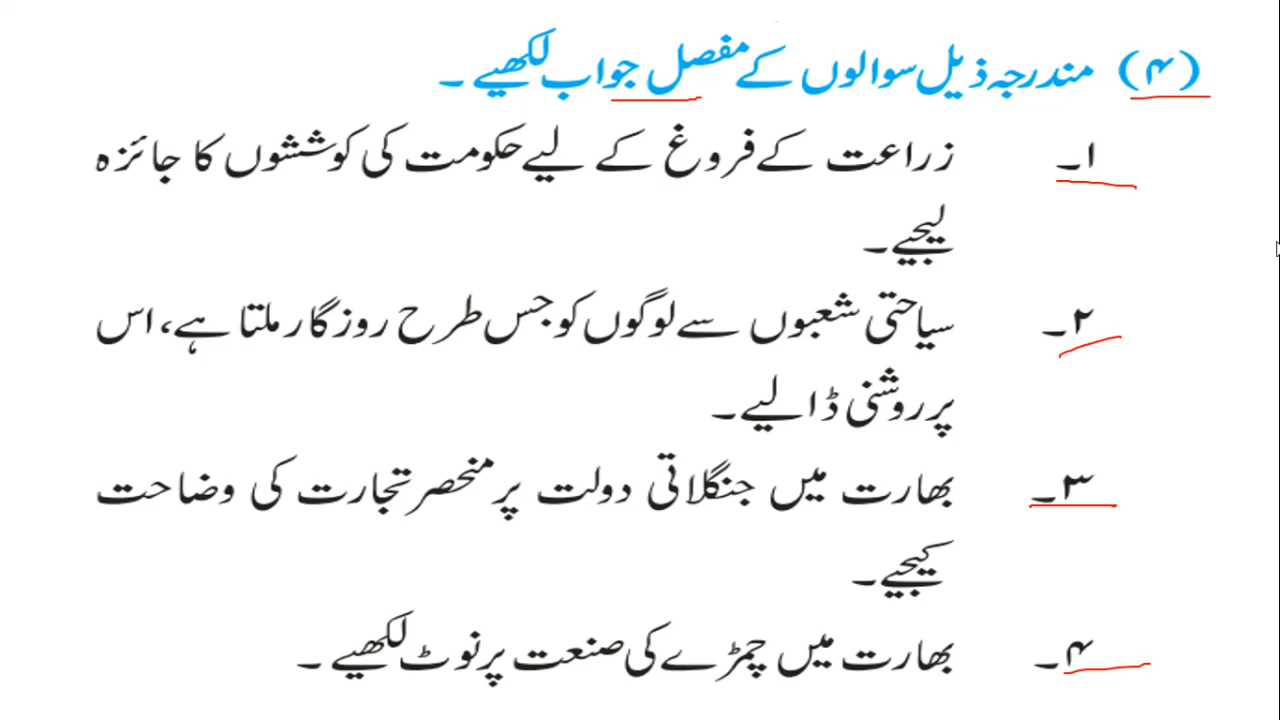 (۴) مندرجہ ذیل سوالوں کے مفصل جواب لکھیے۔
۱۔ زراعت کے فروغ کے لیے حکومت کی کوششوں کا جائزہ
لیجیے۔
۲۔ سیاحتی شعبوں سے لوگوں کو جس طرح روزگار ملتا ہے، اس
پر روشنی ڈالیے۔
۳۔ بھارت میں جنگلاتی دولت پر منحصر تجارت کی وضاحت
کیجیے۔
۴۔ بھارت میں چمڑے کی صنعت پر نوٹ لکھیے۔